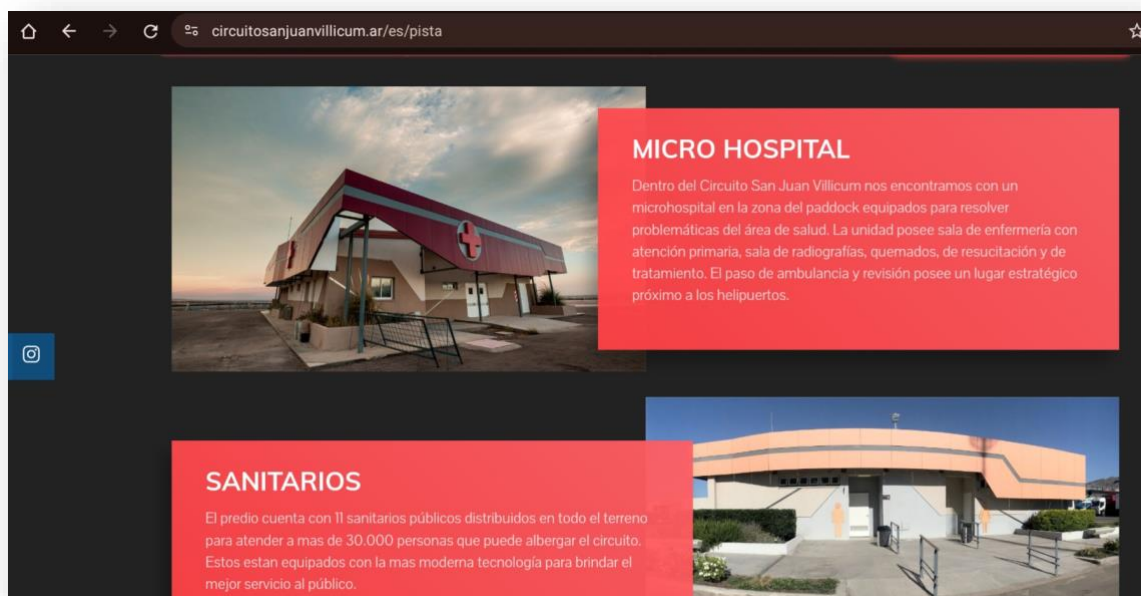 circuitosanjuanvillicum.ar/es/pista
MICRO HOSPITAL
Dentro del Circuito San Juan Villicum nos encontramos con un
microhospital en la zona del paddock equipados para resolver
problemáticas del área de salud. La unidad posee sala de enfermería con
atención primaria, sala de radiografías, quemados, de resucitación y de
tratamiento. El paso de ambulancia y revisión posee un lugar estratégico
próximo a los helipuertos.
SANITARIOS
El predio cuenta con 11 sanitarios públicos distribuidos en todo el terreno
para atender a mas de 30.000 personas que puede albergar el circuito.
Estos estan equipados con la mas moderna tecnología para brindar el
mejor servicio al público.